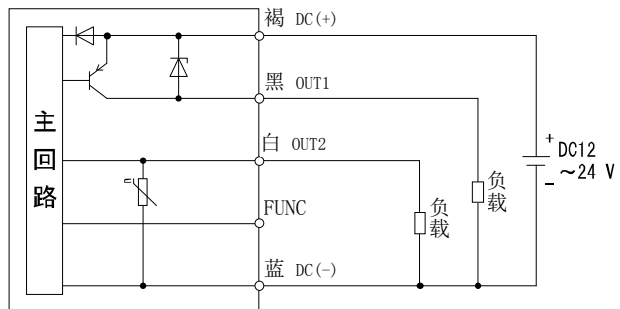 褐 DC(+)
黑 OUT1
主回路
白 OUT2
n
FUNC
蓝 DC(-)
负载
负载
+
DC12
～24 V
-